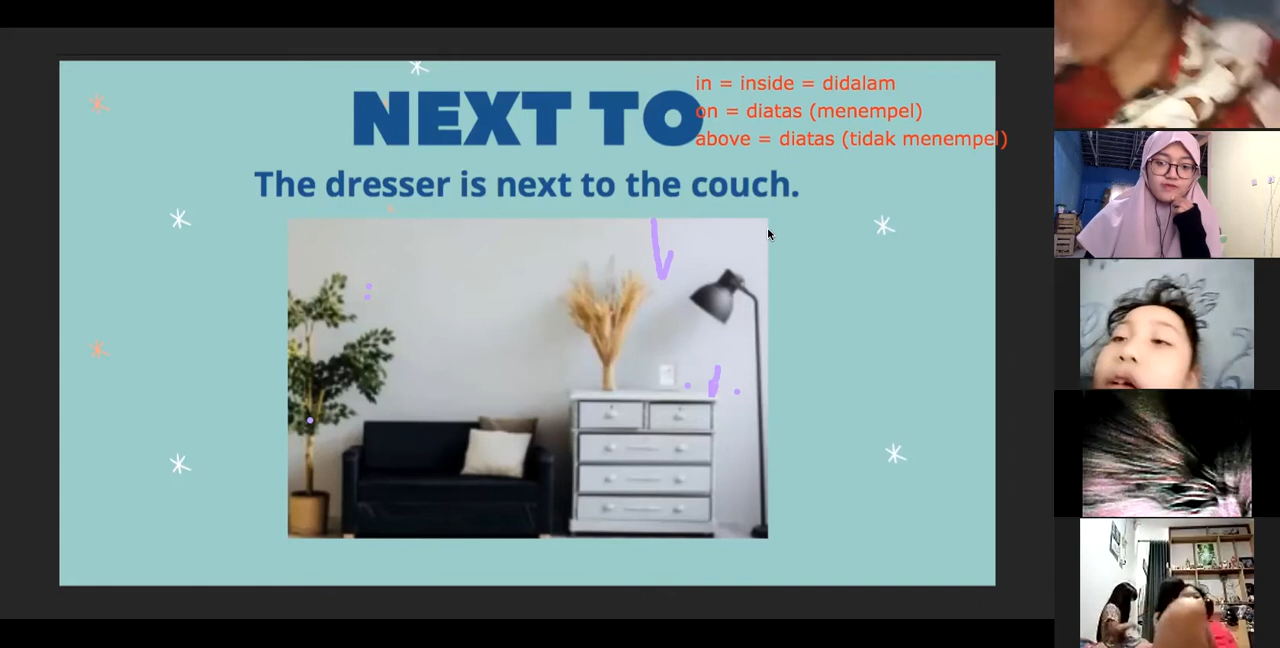 NEXT TO
in = inside = didalam
on = diatas (menempel)
above = diatas (tidak menempel)
The dresser is next to the couch.